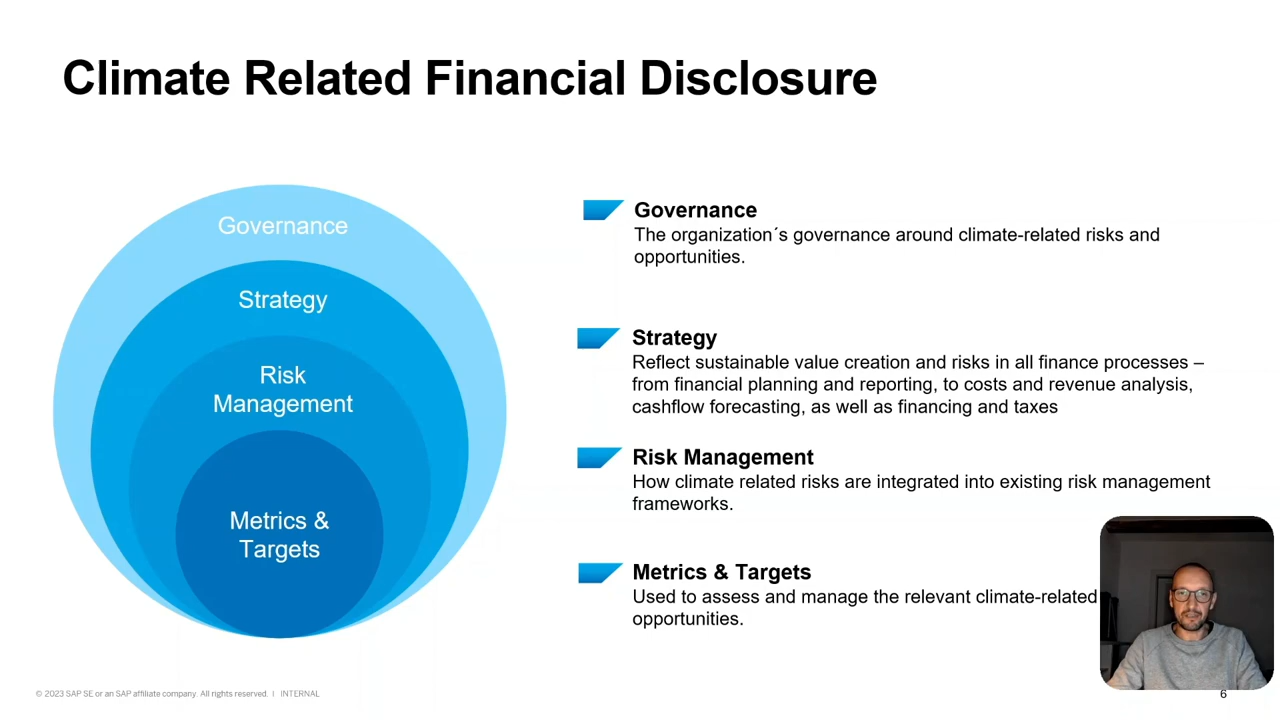 Climate Related Financial Disclosure
Governance
Strategy
Risk
Management
Metrics &
Targets
Governance
The organization´s governance around climate-related risks and
opportunities.
Strategy
Reflect sustainable value creation and risks in all finance processes –
from financial planning and reporting, to costs and revenue analysis,
cashflow forecasting, as well as financing and taxes
Risk Management
How climate related risks are integrated into existing risk management
frameworks.
Metrics & Targets
Used to assess and manage the relevant climate-related
opportunities.
© 2023 SAP SE or an SAP affiliate company. All rights reserved. I INTERNAL
6